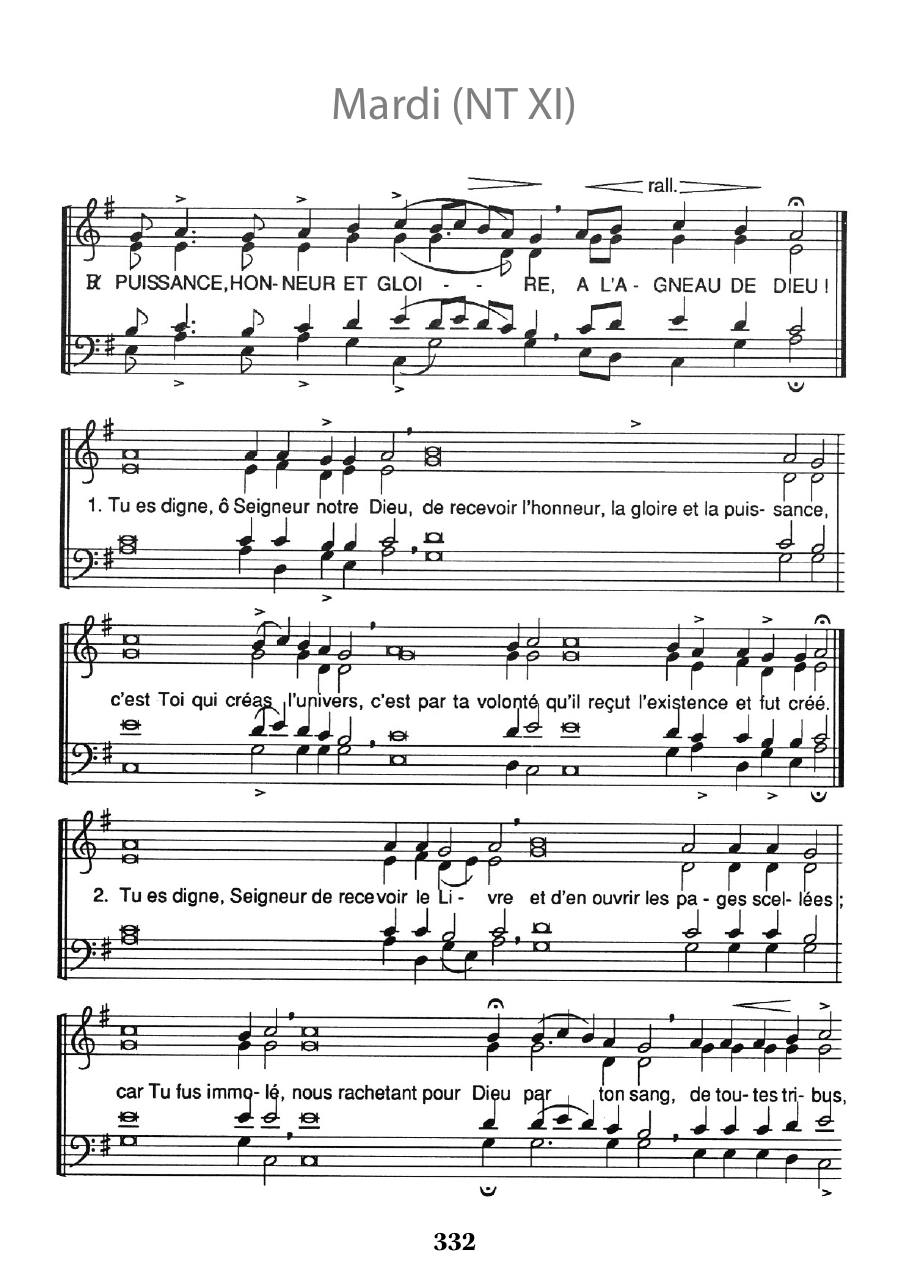 Mardi (NT XI)
rall.
℟ PUISSANCE, HON- NEUR ET GLOI - - RE, A L'A - GNEAU DE DIEU !
1. Tu es digne, ô Seigneur notre Dieu, de recevoir l'honneur, la gloire et la puis- sance,
c'est Toi qui créas l'univers, c'est par ta volonté qu'il reçut l'existence et fut créé.
2. Tu es digne, Seigneur de recevoir le Li - vre et d'en ouvrir les pa - ges scel- lées ;
car Tu fus immo- lé, nous rachetant pour Dieu par ton sang, de tou- tes tri- bus,
332